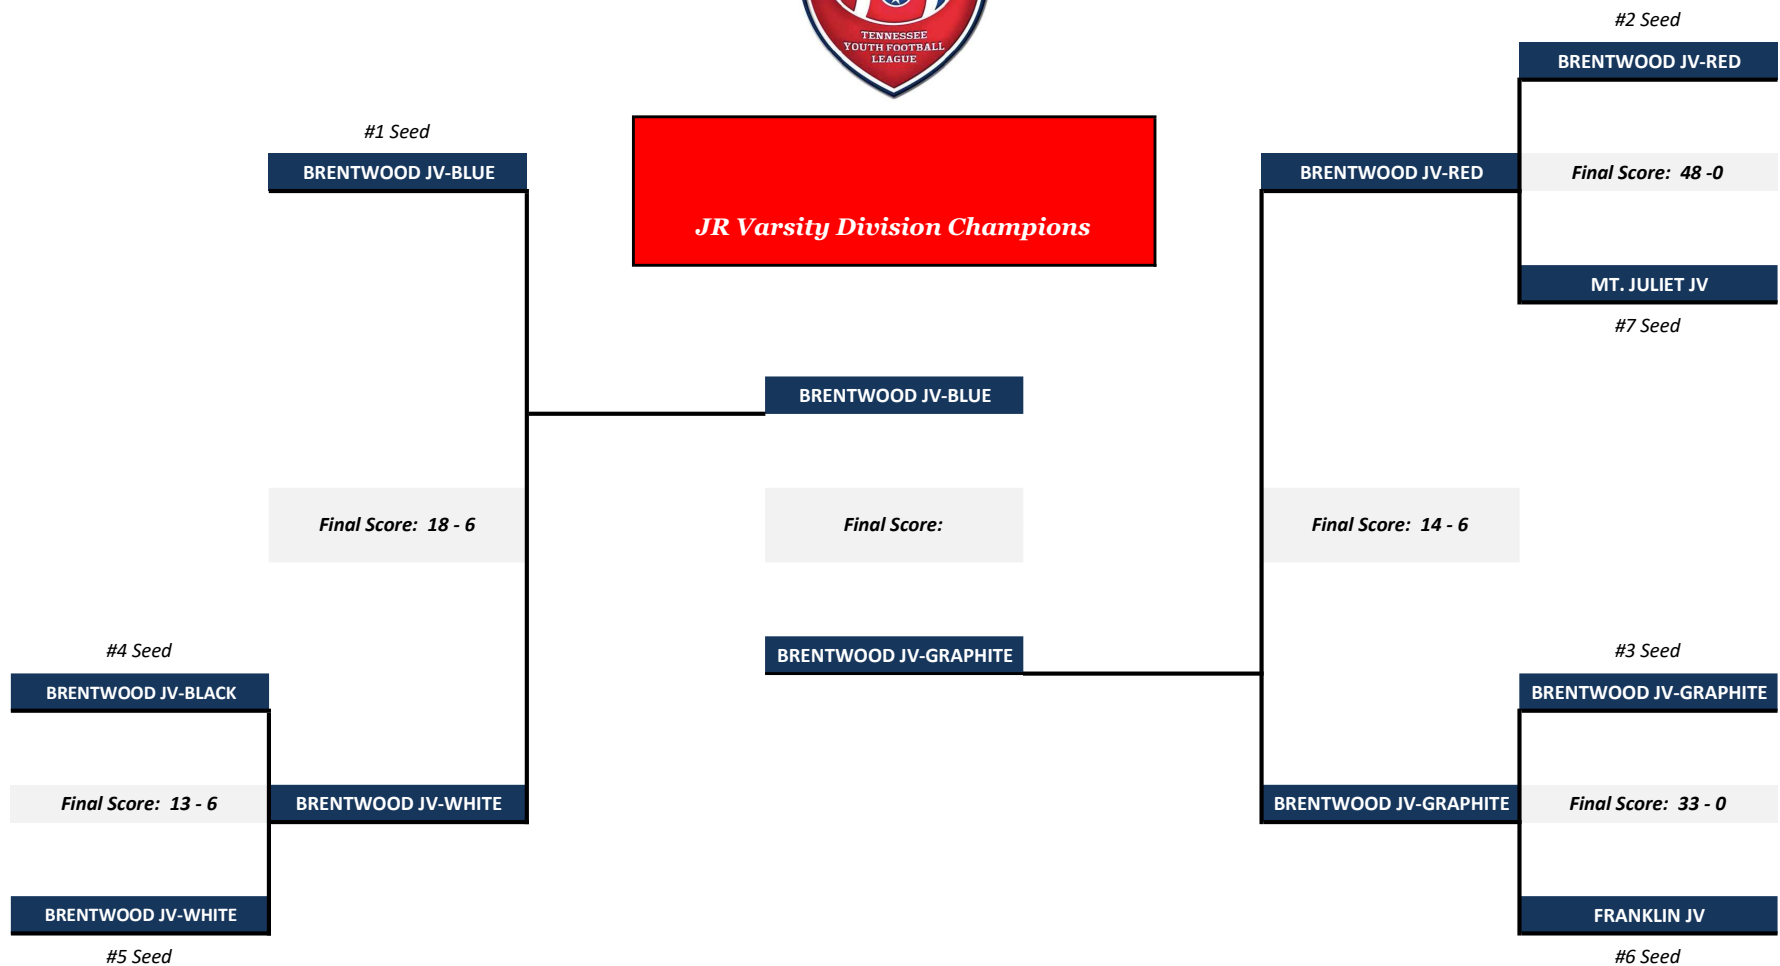 TENNESSEE
YOUTH FOOTBALL
LEAGUE
#2 Seed
BRENTWOOD JV-RED
#1 Seed
BRENTWOOD JV-BLUE
JR Varsity Division Champions
BRENTWOOD JV-RED
Final Score: 48 -0
MT. JULIET JV
#7 Seed
BRENTWOOD JV-BLUE
Final Score: 18 - 6
Final Score:
Final Score: 14 - 6
#4 Seed
BRENTWOOD JV-GRAPHITE
#3 Seed
BRENTWOOD JV-BLACK
BRENTWOOD JV-GRAPHITE
Final Score: 13 - 6
BRENTWOOD JV-WHITE
BRENTWOOD JV-GRAPHITE
Final Score: 33 - 0
BRENTWOOD JV-WHITE
FRANKLIN JV
#5 Seed
#6 Seed